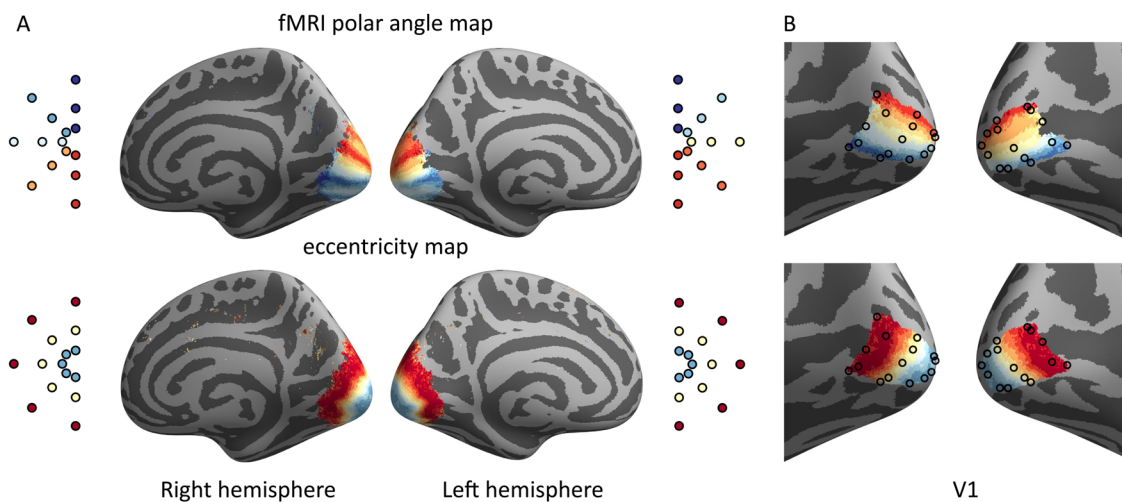 A
fMRI polar angle map
B
eccentricity map
Right hemisphere
Left hemisphere
V1